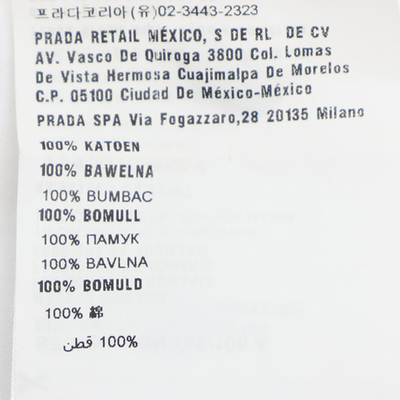 프라다코리아(유)02-3443-2323
PRADA RETAIL MÉXICO, S DE RL DE CV
AV. Vasco De Quiroga 3800 Col. Lomas
De Vista Hermosa Cuajimalpa De Morelos
C.P. 05100 Ciudad De México-México
PRADA SPA Via Fogazzaro,28 20135 Milano
100% KATOEN
100% BAWELNA
100% BUMBAC
100% BOMULL
100% ПАМУК
100% BAVLNA
100% BOMULD
100% 綿
100% قطن